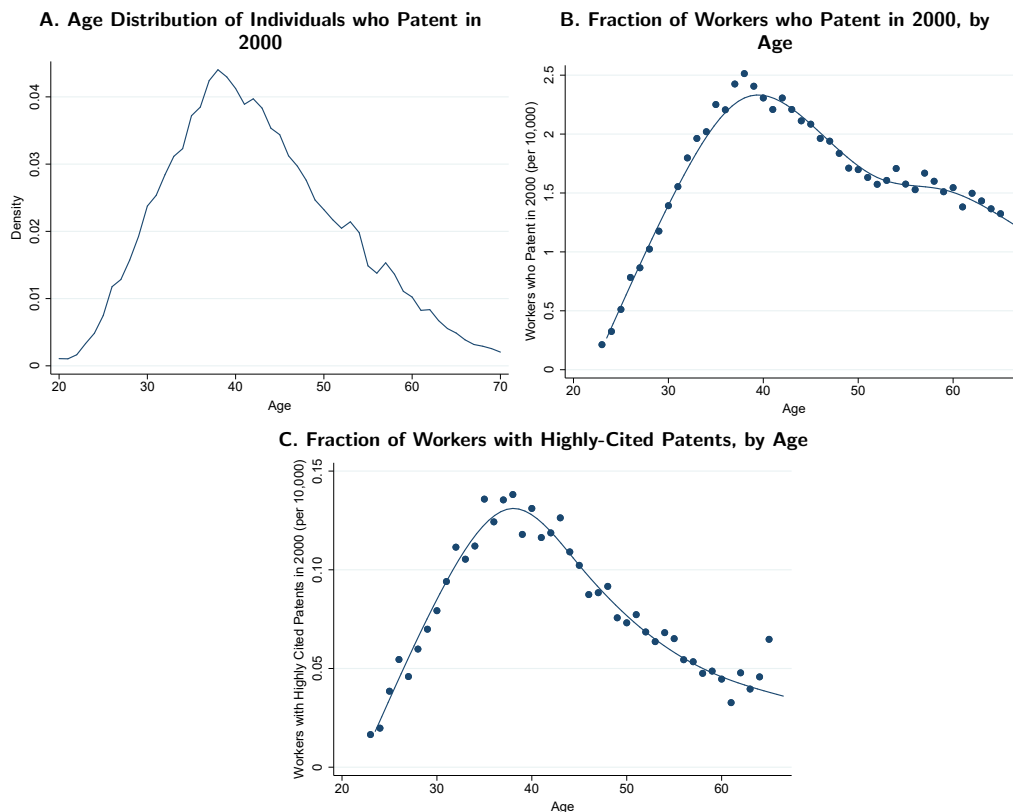 A. Age Distribution of Individuals who Patent in
2000
Density
0.04
0.03
0.02
0.01
0
20 30 40 50 60 70
Age
B. Fraction of Workers who Patent in 2000, by
Age
Workers who Patent in 2000 (per 10,000)
2.5
2
1.5
1
0.5
0
20 30 40 50 60
Age
C. Fraction of Workers with Highly-Cited Patents, by Age
Workers with Highly Cited Patents in 2000 (per 10,000)
0.15
0.10
0.05
0
20 30 40 50 60
Age